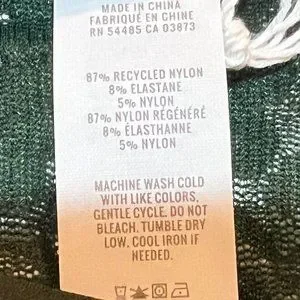 MADE IN CHINA
FABRIQUÉ EN CHINE
RN 54485 CA 03873
87% RECYCLED NYLON
8% ELASTANE
5% NYLON
87% NYLON RÉGÉNÉRÉ
8% ÉLASTHANNE
5% NYLON
MACHINE WASH COLD
WITH LIKE COLORS,
GENTLE CYCLE. DO NOT
BLEACH. TUMBLE DRY
LOW. COOL IRON IF
NEEDED.